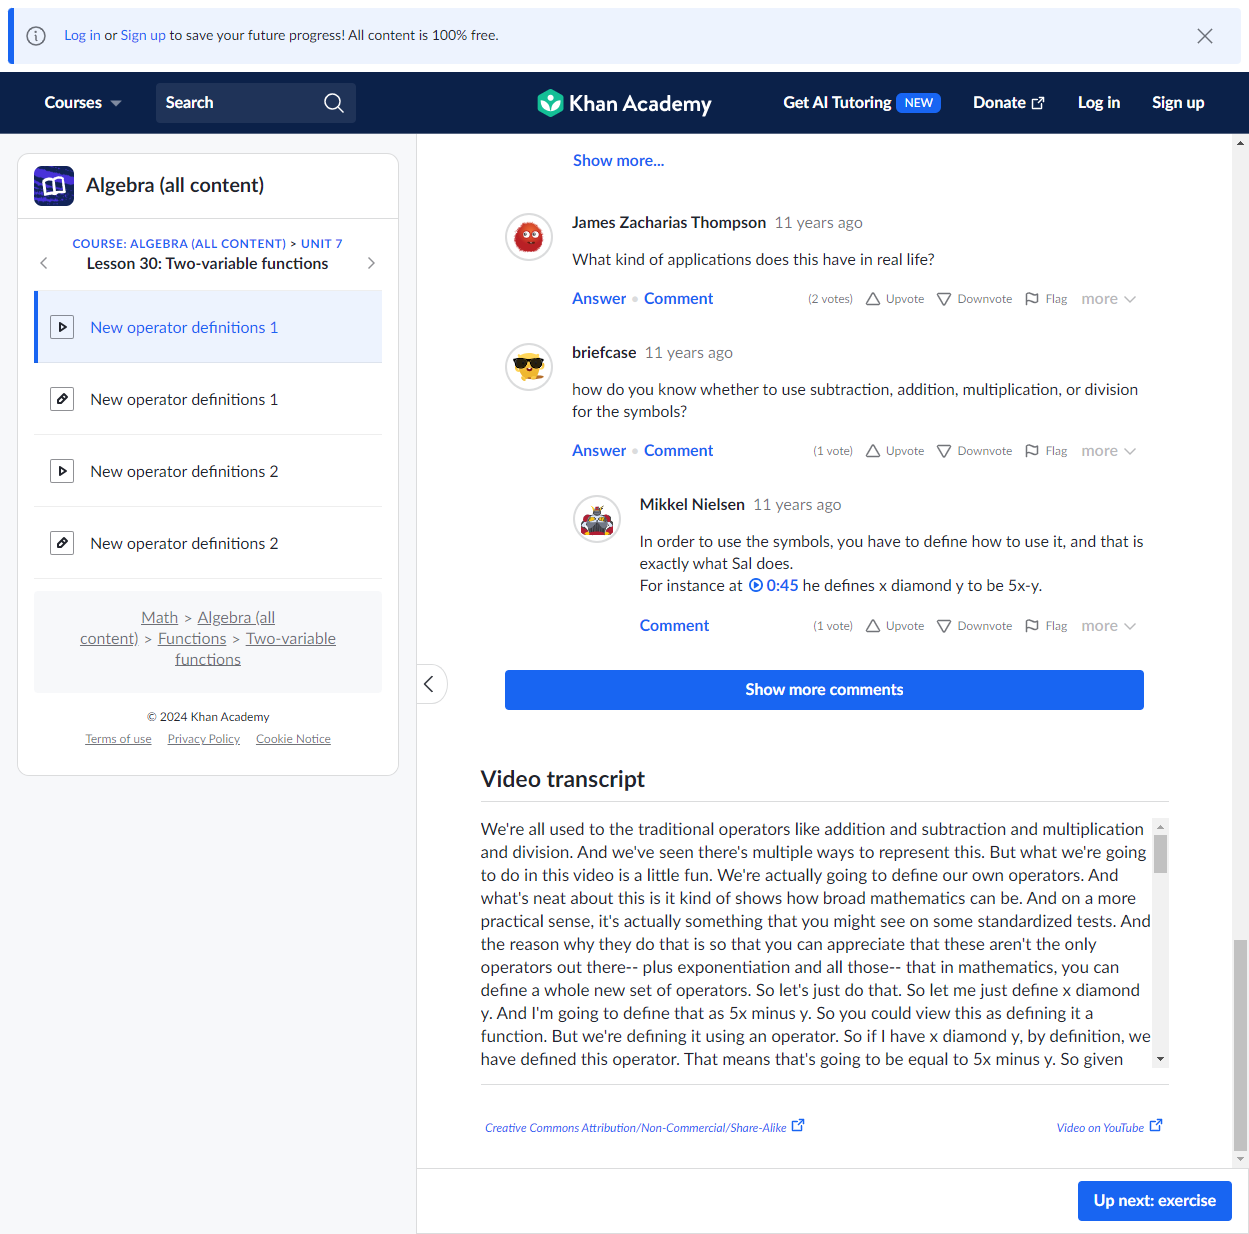 Log in or Sign up to save your future progress! All content is 100% free.
Courses
Search
Khan Academy
Get AI Tutoring NEW
Donate
Log in
Sign up
Algebra (all content)
COURSE: ALGEBRA (ALL CONTENT) > UNIT 7
Lesson 30: Two-variable functions
New operator definitions 1
New operator definitions 1
New operator definitions 2
New operator definitions 2
Math > Algebra (all
content) > Functions > Two-variable
functions
© 2024 Khan Academy
Terms of use Privacy Policy Cookie Notice
Show more...
James Zacharias Thompson 11 years ago
What kind of applications does this have in real life?
Answer • Comment (2 votes) Upvote Downvote Flag more
briefcase 11 years ago
how do you know whether to use subtraction, addition, multiplication, or division
for the symbols?
Answer • Comment (1 vote) Upvote Downvote Flag more
Mikkel Nielsen 11 years ago
In order to use the symbols, you have to define how to use it, and that is
exactly what Sal does.
For instance at 0:45 he defines x diamond y to be 5x-y.
Comment (1 vote) Upvote Downvote Flag more
Show more comments
Video transcript
We're all used to the traditional operators like addition and subtraction and multiplication
and division. And we've seen there's multiple ways to represent this. But what we're going
to do in this video is a little fun. We're actually going to define our own operators. And
what's neat about this is it kind of shows how broad mathematics can be. And on a more
practical sense, it's actually something that you might see on some standardized tests. And
the reason why they do that is so that you can appreciate that these aren't the only
operators out there-- plus exponentiation and all those-- that in mathematics, you can
define a whole new set of operators. So let's just do that. So let me just define x diamond
y. And I'm going to define that as 5x minus y. So you could view this as defining it a
function. But we're defining it using an operator. So if I have x diamond y, by definition, we
have defined this operator. That means that's going to be equal to 5x minus y. So given
Creative Commons Attribution/Non-Commercial/Share-Alike
Video on YouTube
Up next: exercise